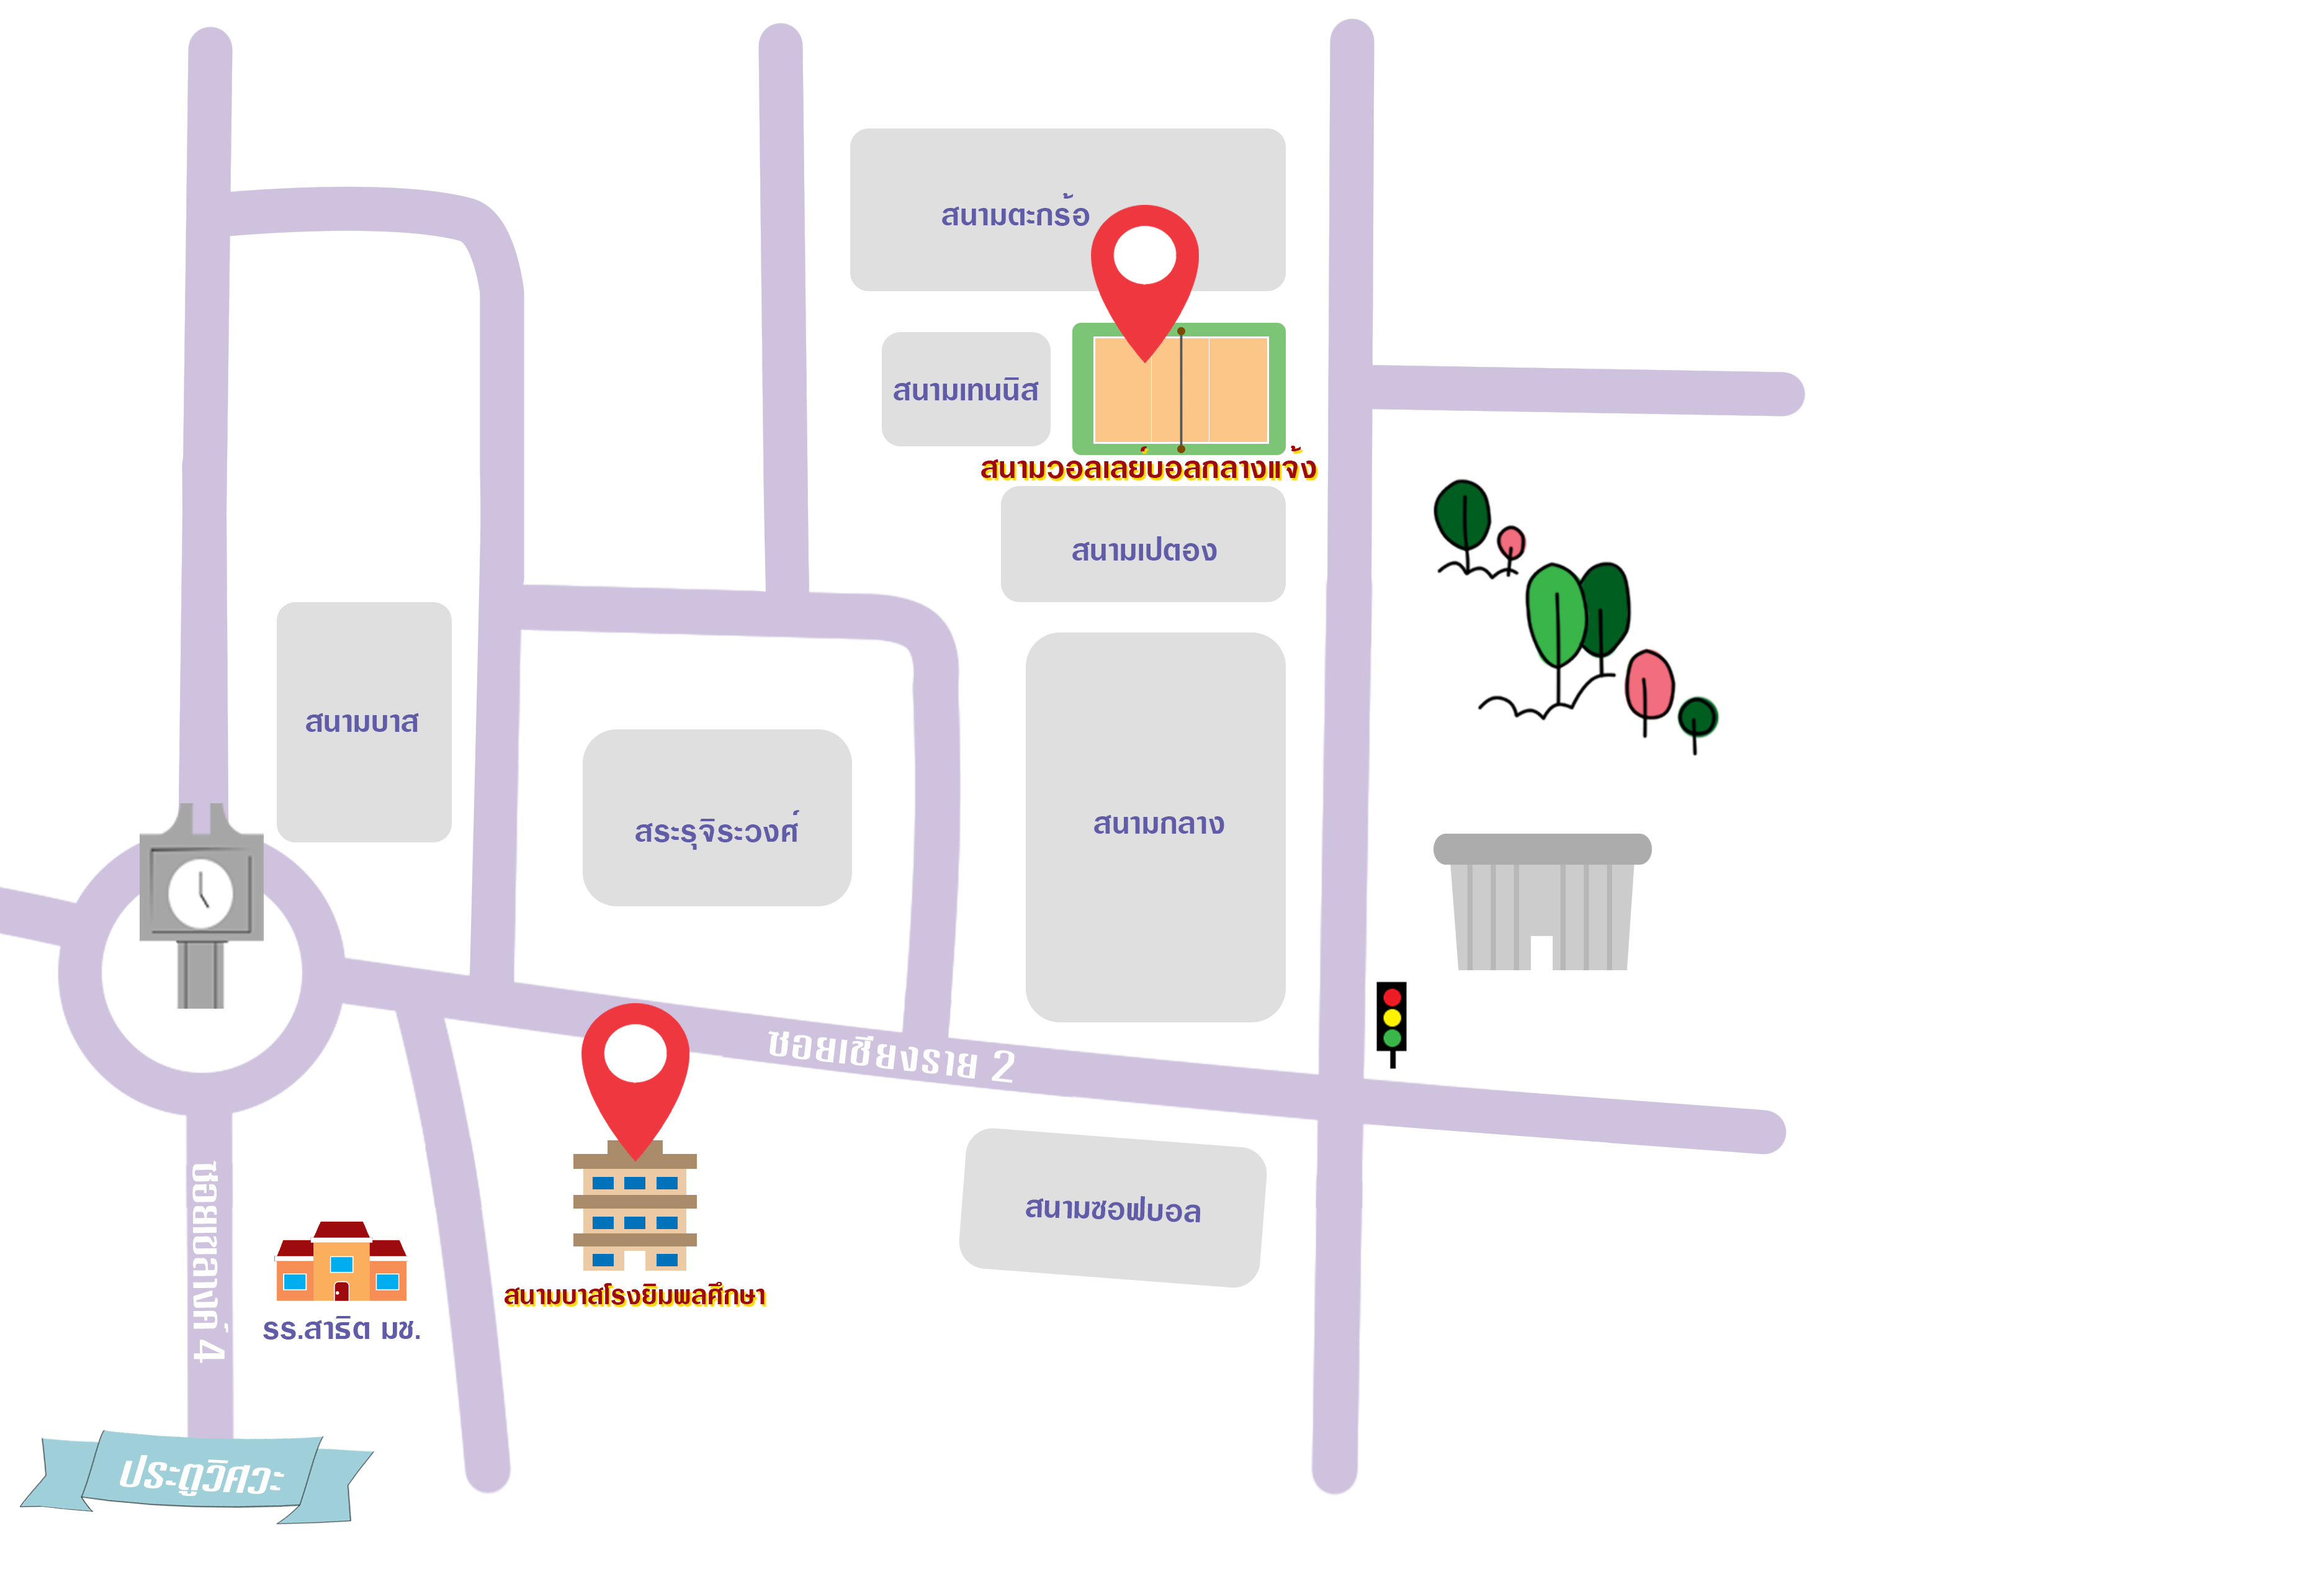 สนามตะกร้อ
สนามเทนนิส
สนามวอลเลย์บอลกลางแจ้ง
สนามเปตอง
สนามบาส
สระรุจิระวงศ์
สนามกลาง
ซอยเชียงราย 2
สนามซอฟบอล
ซอยเชลางค์ 4
สนามบาสโรงยิมพลศึกษา
รร.สาธิต มช.
ประตูวิศวะ